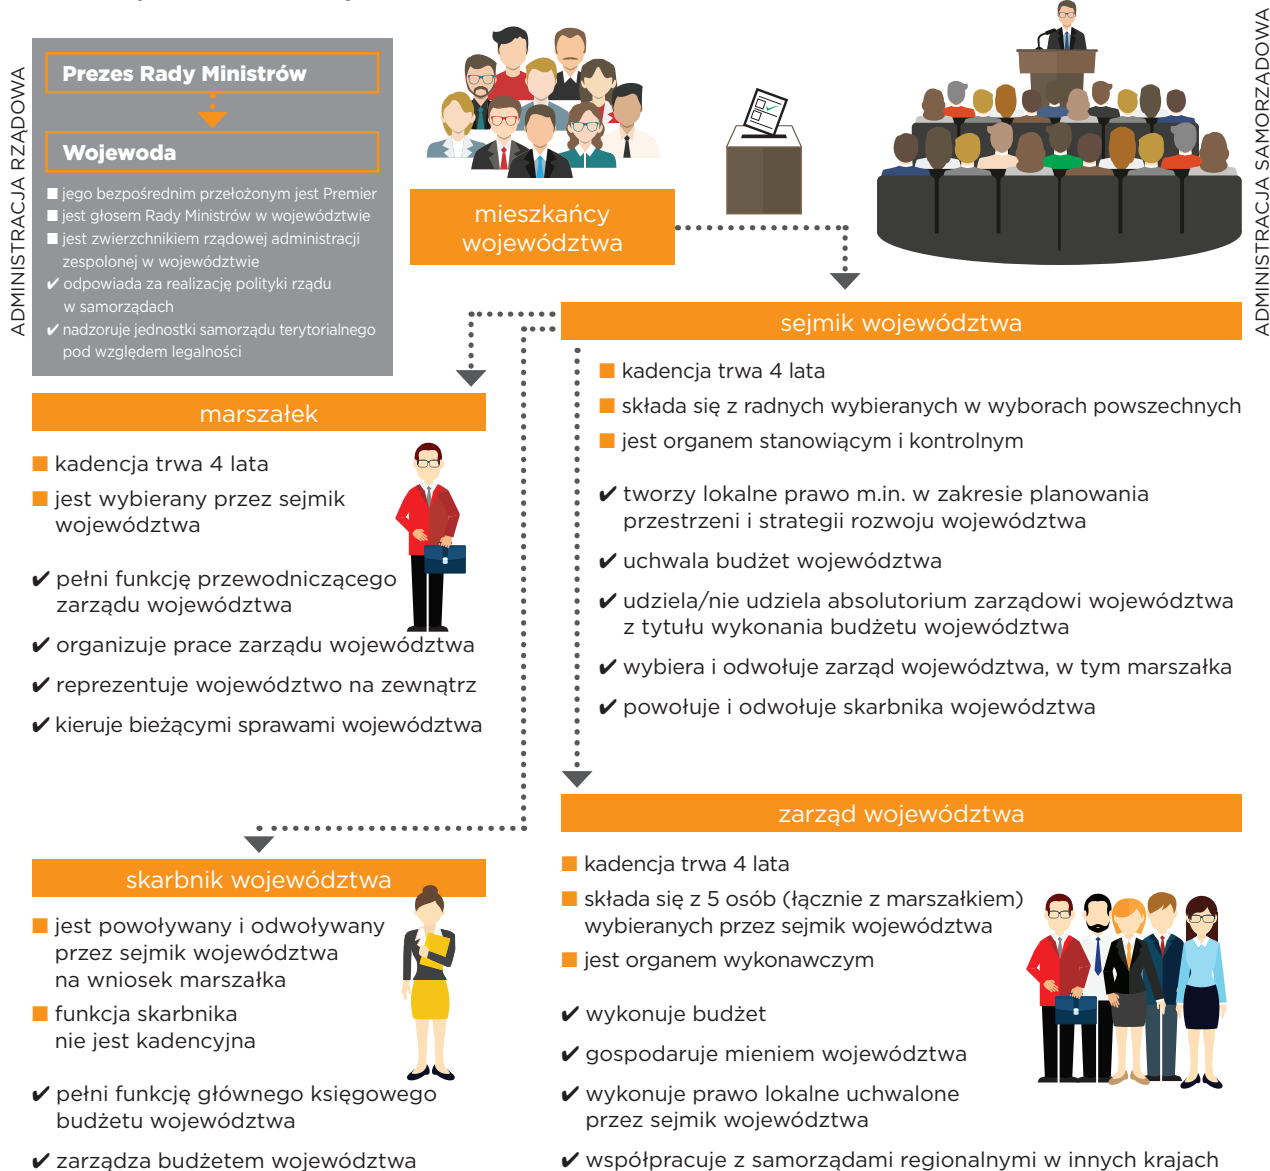 ADMINISTRACJA RZĄDOWA
Prezes Rady Ministrów
Wojewoda
■ jego bezpośrednim przełożonym jest Premier
■ jest głosem Rady Ministrów w województwie
■ jest zwierzchnikiem rządowej administracji
zespolonej w województwie
✔ odpowiada za realizację polityki rządu
w samorządach
✔ nadzoruje jednostki samorządu terytorialnego
pod względem legalności
mieszkańcy
województwa
ADMINISTRACJA SAMORZADOWA
sejmik województwa
■ kadencja trwa 4 lata
■ składa się z radnych wybieranych w wyborach powszechnych
■ jest organem stanowiącym i kontrolnym
✔ tworzy lokalne prawo m.in. w zakresie planowania
przestrzeni i strategii rozwoju województwa
✔ uchwala budżet województwa
✔ udziela/nie udziela absolutorium zarządowi województwa
z tytułu wykonania budżetu województwa
✔ wybiera i odwołuje zarząd województwa, w tym marszałka
✔ powołuje i odwołuje skarbnika województwa
marszałek
■ kadencja trwa 4 lata
■ jest wybierany przez sejmik
województwa
✔ pełni funkcję przewodniczącego
zarządu województwa
✔ organizuje prace zarządu województwa
✔ reprezentuje województwo na zewnątrz
✔ kieruje bieżącymi sprawami województwa
skarbnik województwa
■ jest powoływany i odwoływany
przez sejmik województwa
na wniosek marszałka
■ funkcja skarbnika
nie jest kadencyjna
✔ pełni funkcję głównego księgowego
budżetu województwa
✔ zarządza budżetem województwa
zarząd województwa
■ kadencja trwa 4 lata
■ składa się z 5 osób (łącznie z marszałkiem)
wybieranych przez sejmik województwa
■ jest organem wykonawczym
✔ wykonuje budżet
✔ gospodaruje mieniem województwa
✔ wykonuje prawo lokalne uchwalone
przez sejmik województwa
✔ współpracuje z samorządami regionalnymi w innych krajach